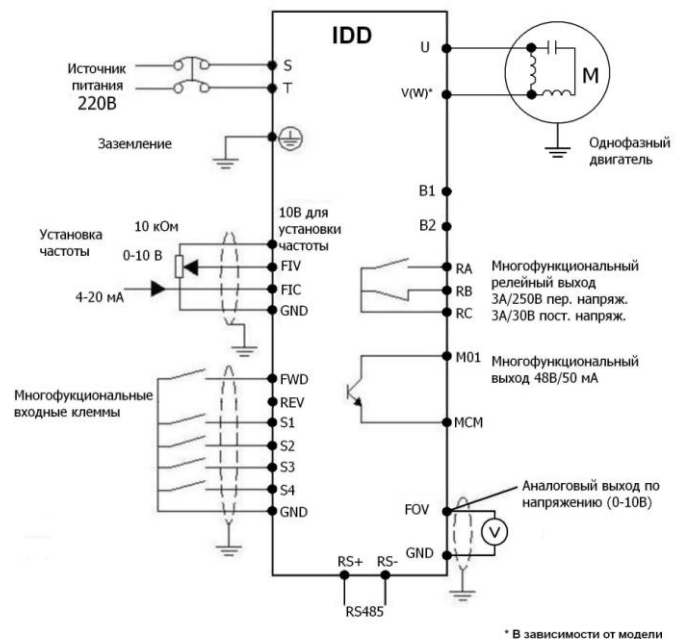 IDD
Источник
питания
220В
S
T
Заземление
U
V(W)*
M
Однофазный
двигатель
B1
B2
Установка
частоты
10 кОм
0-10 В
4-20 мА
10В для
установки
частоты
FIV
FIC
GND
RA
RB
RC
Многофункциональный
релейный выход
3А/250В пер. напряж.
3А/30В пост. напряж.
M01
MCM
Многофункциональный
выход 48В/50 мА
Многофукциональные
входные клеммы
FWD
REV
S1
S2
S3
S4
GND
FOV
GND
V
Аналоговый выход по
напряжению (0-10В)
RS+ RS-
RS485
* В зависимости от модели